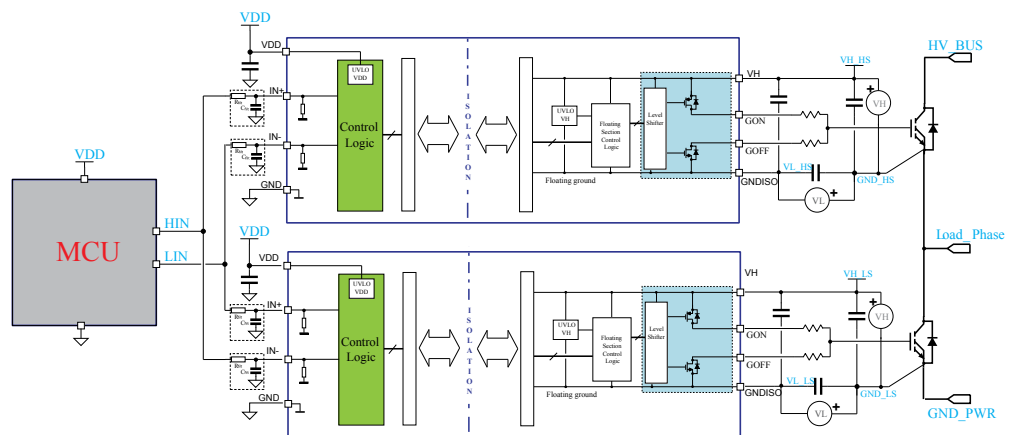 VDD
VDD
UVLO
VDD
IN+
Control
Logic
IN-
GND
I
S
O
L
A
T
I
O
N
UVLO
VH
Floating
Section
Control
Logic
Level
Shifter
Floating ground
VH
GON
GOFF
GNDISO
VH_HS
VH
VL_HS
VL
GND_HS
HV_BUS
VDD
MCU
HIN
LIN
Load_Phase
VDD
VDD
UVLO
VDD
IN+
Control
Logic
IN-
GND
I
S
O
L
A
T
I
O
N
UVLO
VH
Floating
Section
Control
Logic
Level
Shifter
Floating ground
VH
GON
GOFF
GNDISO
VH_LS
VH
VL_LS
VL
GND_LS
GND_PWR